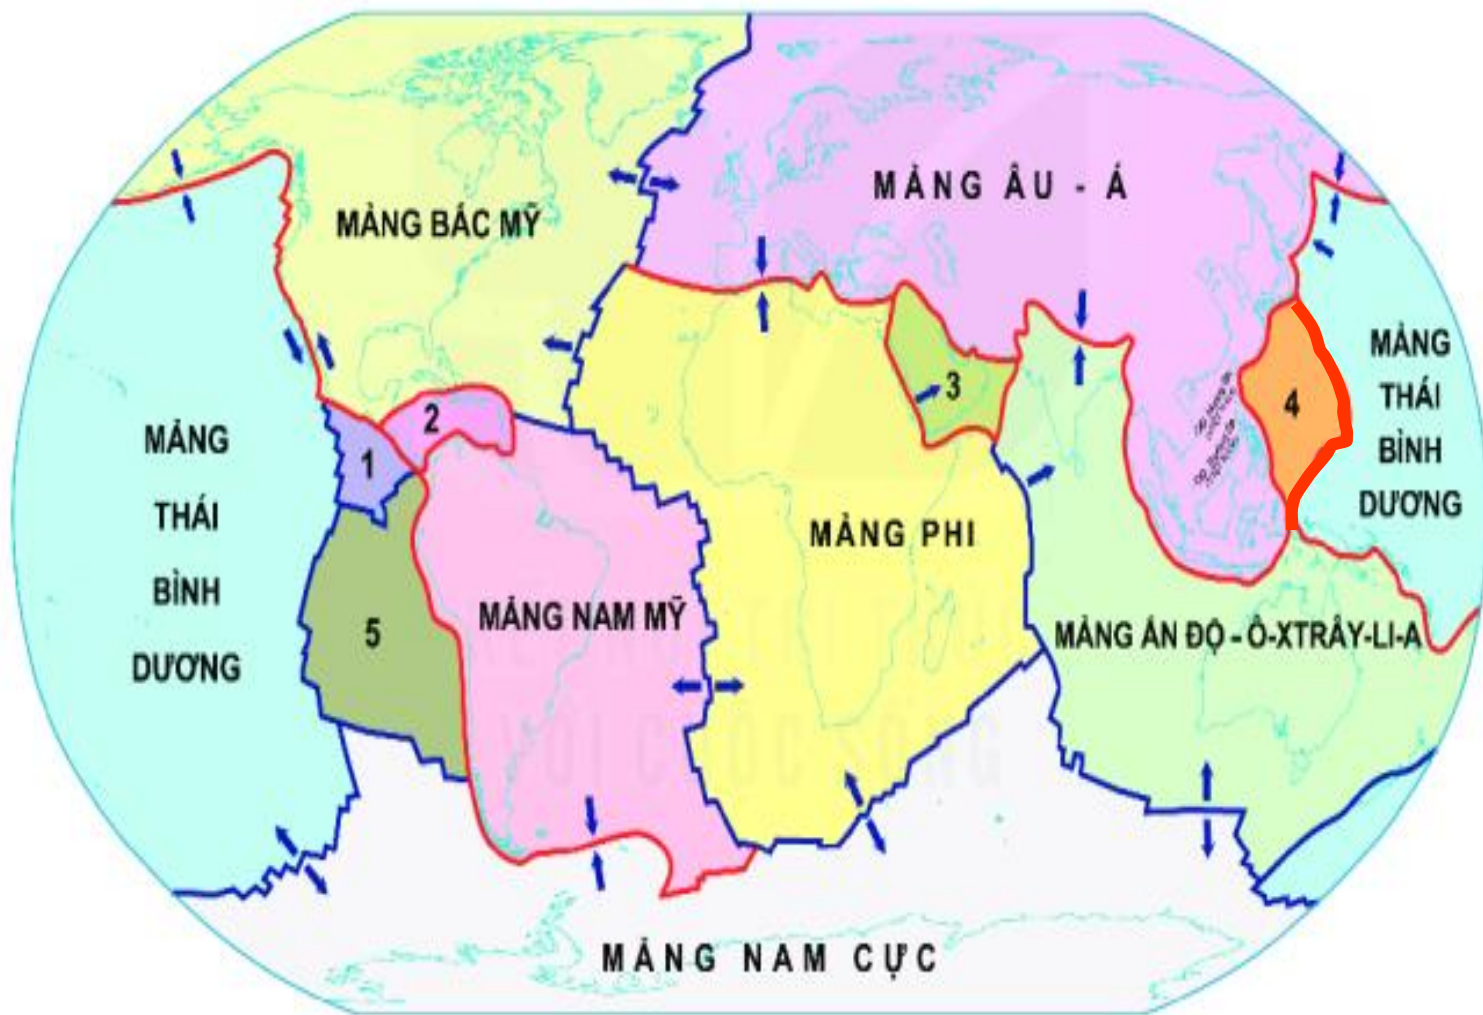 MẢNG ÂU - Á
MẢNG BẮC MỸ
MẢNG
THÁI
BÌNH
DƯƠNG
MẢNG
THÁI
BÌNH
DƯƠNG
1
2
3
4
5
MẢNG PHI
MẢNG NAM MỸ
MẢNG ẤN ĐỘ - Ô-XTRÂY-LI-A
MẢNG NAM CỰC